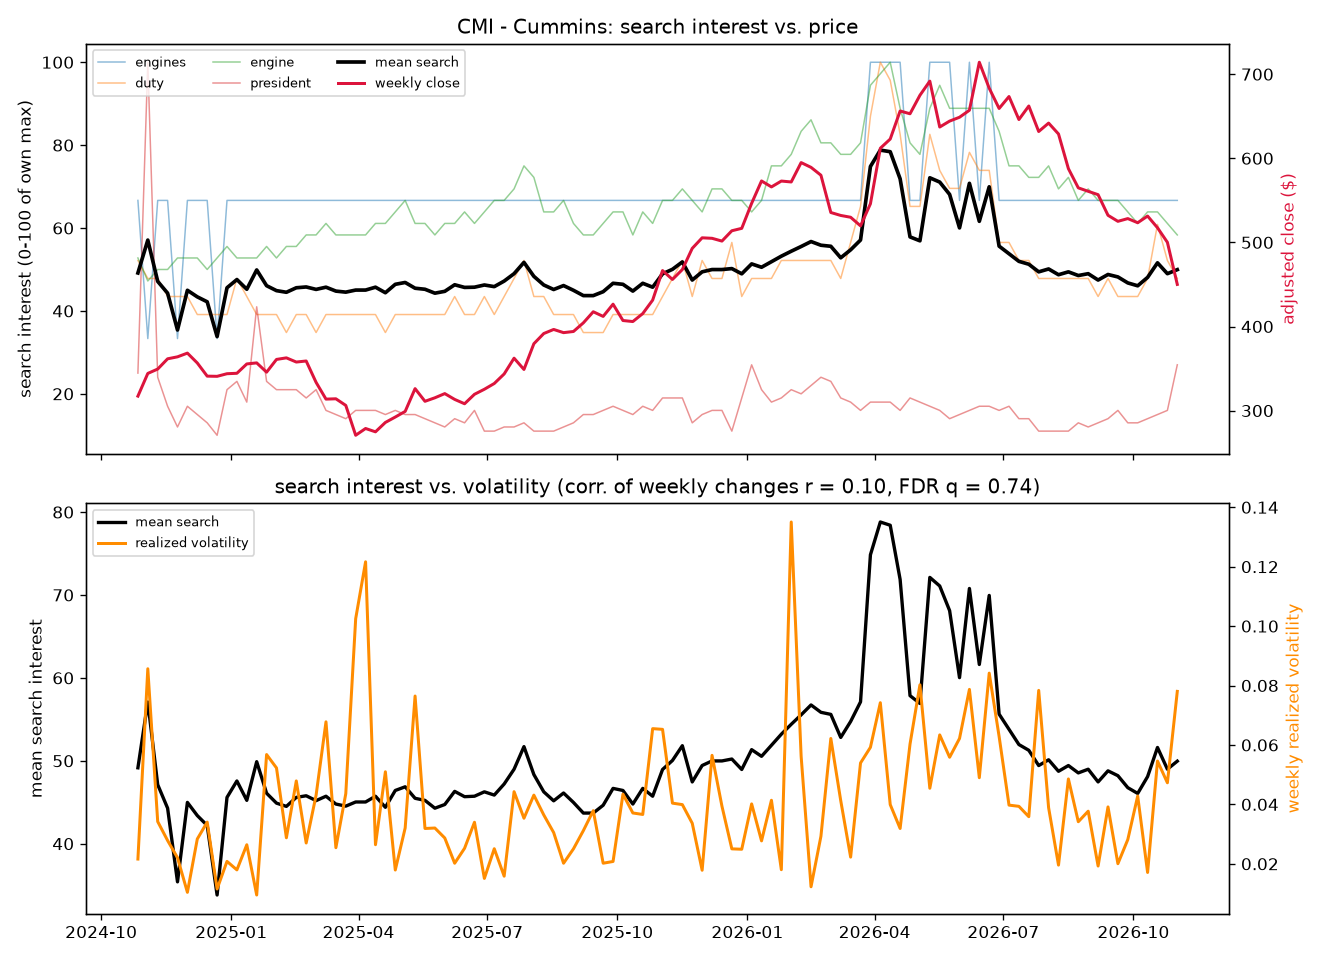 CMI - Cummins: search interest vs. price
engines
duty
engine
president
mean search
weekly close
100
80
60
40
20
search interest (0-100 of own max)
700
600
500
400
300
adjusted close ($)
search interest vs. volatility (corr. of weekly changes r = 0.10, FDR q = 0.74)
mean search
realized volatility
80
70
60
50
40
mean search interest
0.14
0.12
0.10
0.08
0.06
0.04
0.02
weekly realized volatility
2024-10
2025-01
2025-04
2025-07
2025-10
2026-01
2026-04
2026-07
2026-10